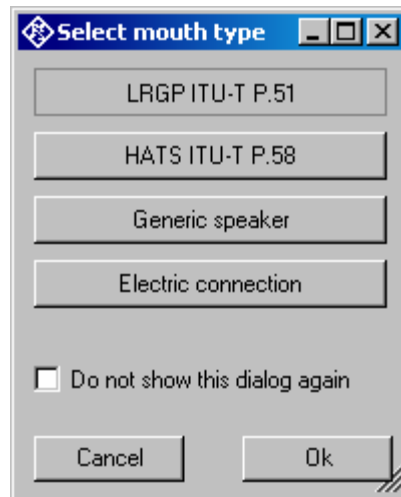 Select mouth type
LRGP ITU-T P.51
HATS ITU-T P.58
Generic speaker
Electric connection
Do not show this dialog again
Cancel Ok